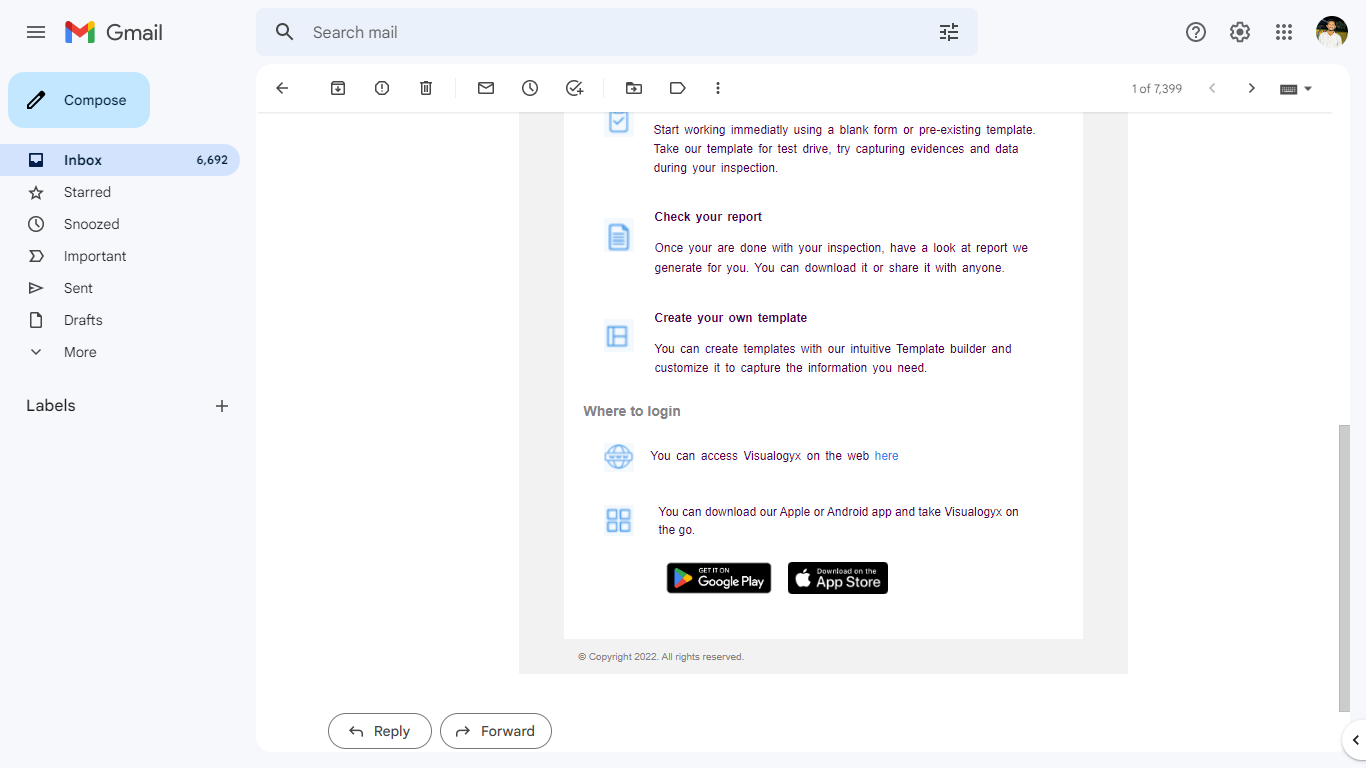 Gmail
Search mail
Compose
1 of 7,399
Inbox 6,692
Starred
Snoozed
Important
Sent
Drafts
More
Labels
Start working immediatly using a blank form or pre-existing template.
Take our template for test drive, try capturing evidences and data
during your inspection.
Check your report
Once your are done with your inspection, have a look at report we
generate for you. You can download it or share it with anyone.
Create your own template
You can create templates with our intuitive Template builder and
customize it to capture the information you need.
Where to login
You can access Visualogyx on the web here
You can download our Apple or Android app and take Visualogyx on
the go.
GET IT ON
Google Play
Download on the
App Store
© Copyright 2022. All rights reserved.
Reply
Forward